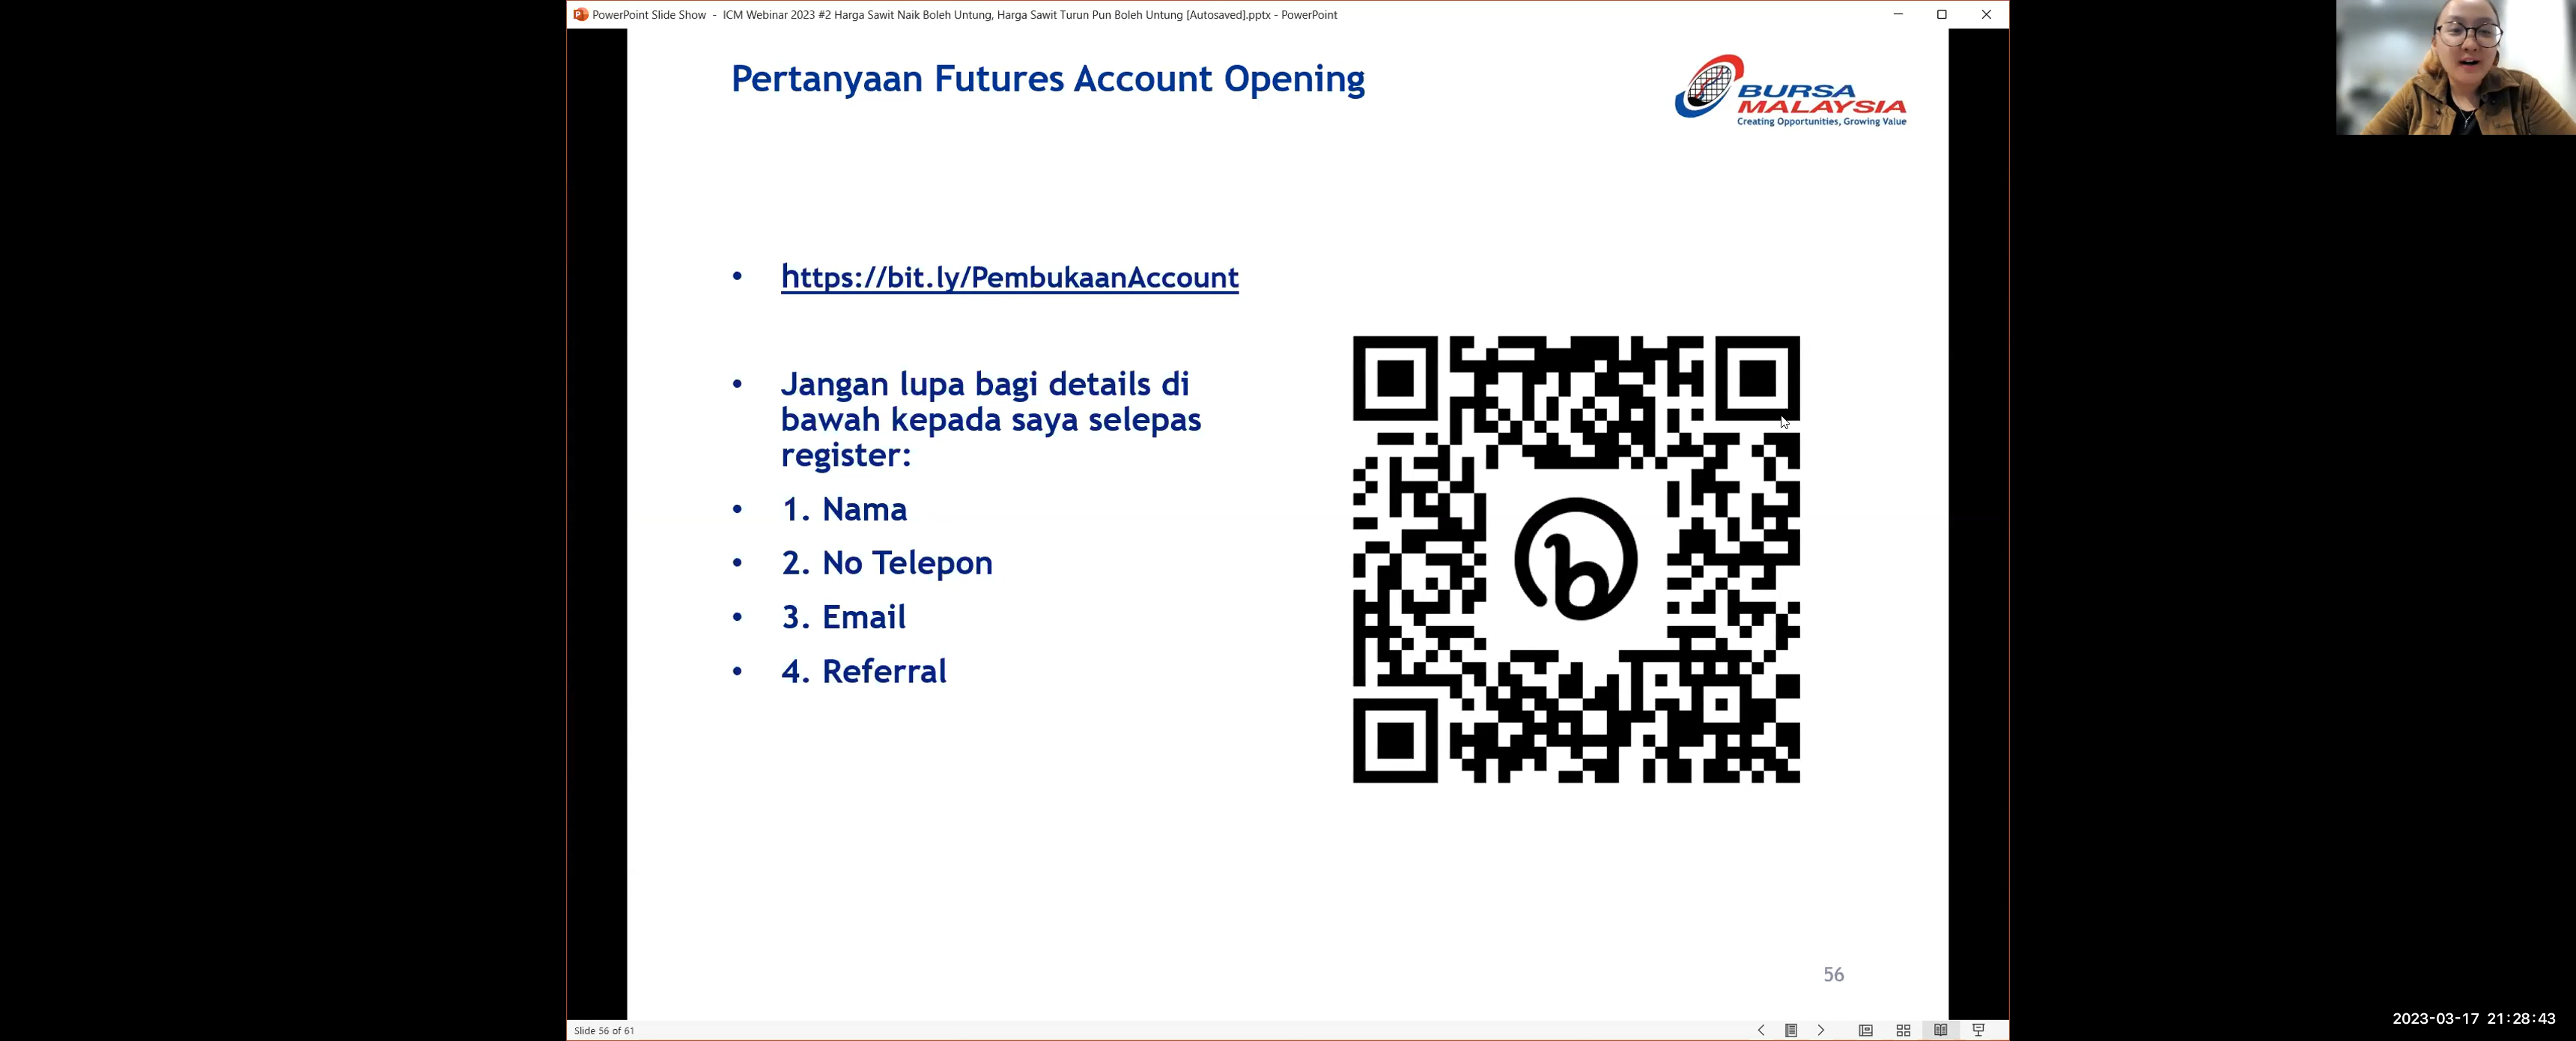 PowerPoint Slide Show - ICM Webinar 2023 #2 Harga Sawit Naik Boleh Untung, Harga Sawit Turun Pun Boleh Untung [Autosaved].pptx - PowerPoint
Pertanyaan Futures Account Opening
BURSA
MALAYSIA
Creating Opportunities, Growing Value
• https://bit.ly/PembukaanAccount
• Jangan lupa bagi details di
bawah kepada saya selepas
register:
• 1. Nama
• 2. No Telepon
• 3. Email
• 4. Referral
56
Slide 56 of 61
2023-03-17 21:28:43